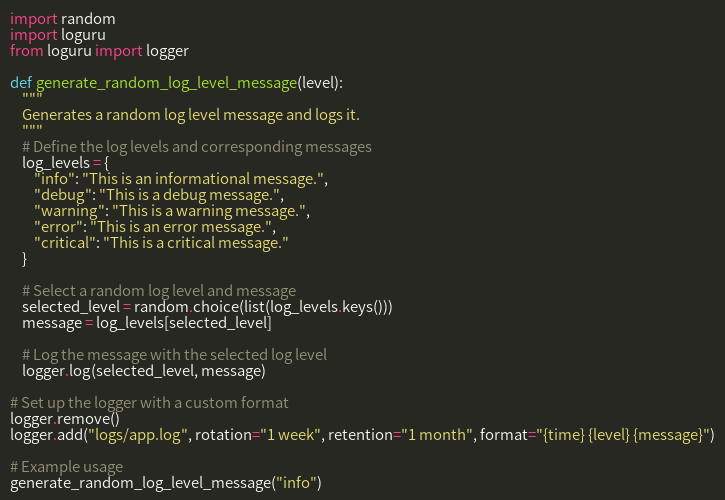 import random
import loguru
from loguru import logger
def generate_random_log_level_message(level):
"""
Generates a random log level message and logs it.
"""
# Define the log levels and corresponding messages
log_levels = {
"info": "This is an informational message.",
"debug": "This is a debug message.",
"warning": "This is a warning message.",
"error": "This is an error message.",
"critical": "This is a critical message."
}
# Select a random log level and message
selected_level = random.choice(list(log_levels.keys()))
message = log_levels[selected_level]
# Log the message with the selected log level
logger.log(selected_level, message)
# Set up the logger with a custom format
logger.remove()
logger.add("logs/app.log", rotation="1 week", retention="1 month", format="{time} {level} {message}")
# Example usage
generate_random_log_level_message("info")